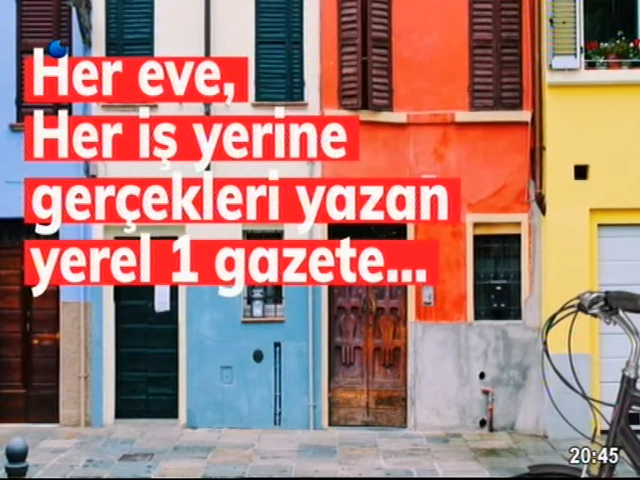 Her eve,
Her iş yerine
gerçekleri yazan
yerel 1 gazete...
20:45